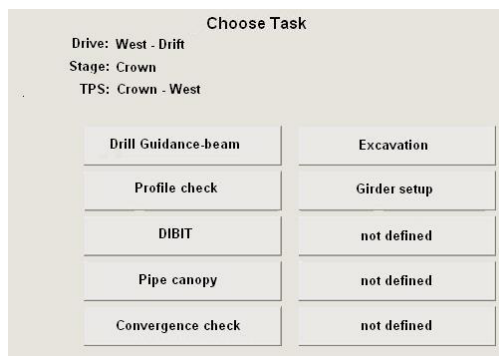 Choose Task
Drive: West - Drift
Stage: Crown
TPS: Crown - West
Drill Guidance-beam
Excavation
Profile check
Girder setup
DIBIT
not defined
Pipe canopy
not defined
Convergence check
not defined